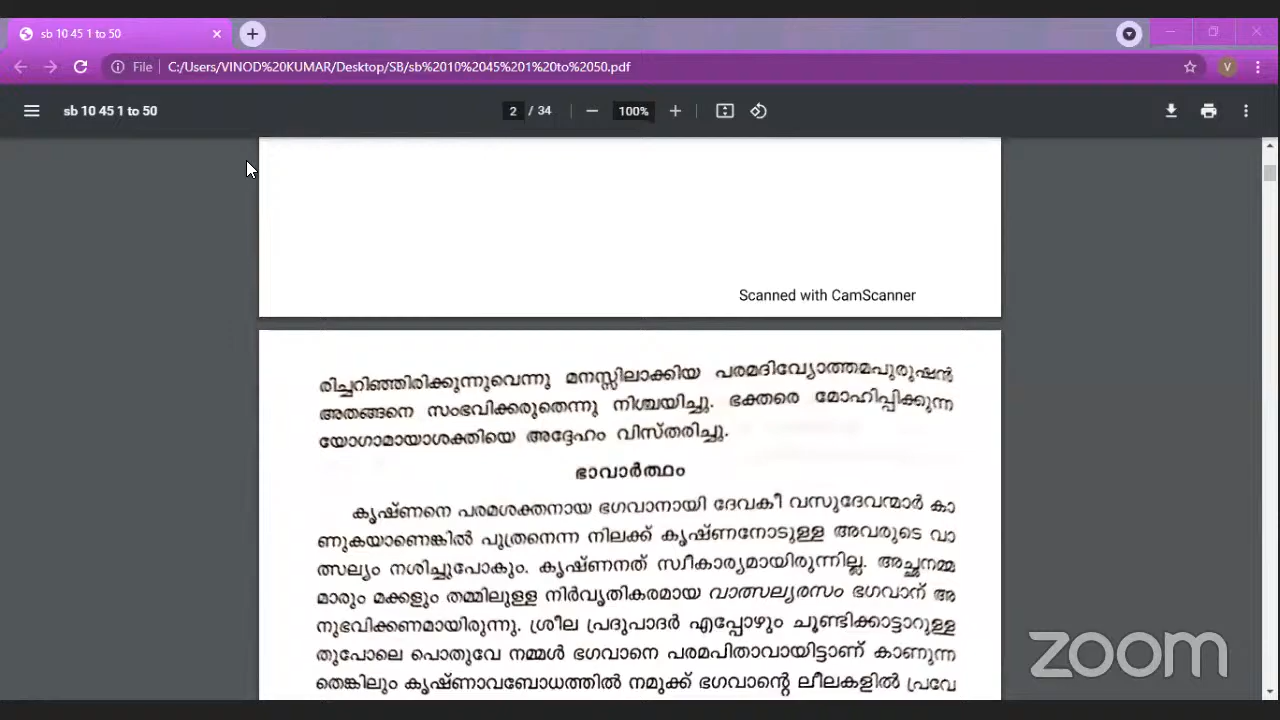 sb 10 45 1 to 50
File C:/Users/VINOD%20KUMAR/Desktop/SB/sb%2010%2045%201%20to%2050.pdf
V
sb 10 45 1 to 50
2 / 34
100%
Scanned with CamScanner
രിച്ചറിഞ്ഞിരിക്കുന്നുവെന്നു മനസ്സിലാക്കിയ പരമദിവ്യോത്തമപുരുഷൻ
അതങ്ങനെ സംഭവിക്കരുതെന്നു നിശ്ചയിച്ചു. ഭക്തരെ മോഹിപ്പിക്കുന്ന
യോഗാമായാശക്തിയെ അദ്ദേഹം വിസ്തരിച്ചു.
ഭാവാർത്ഥം
കൃഷ്ണനെ പരമശക്തനായ ഭഗവാനായി ദേവകീ വസുദേവന്മാർ കാ
ണുകയാണെങ്കിൽ പുത്രനെന്ന നിലക്ക് കൃഷ്ണനോടുള്ള അവരുടെ വാ
ത്സല്യം നശിച്ചുപോകും. കൃഷ്ണനത് സ്വീകാര്യമായിരുന്നില്ല. അച്ഛനമ്മ
മാരും മക്കളും തമ്മിലുള്ള നിർവൃതികരമായ വാത്സല്യരസം ഭഗവാന് അ
നുഭവിക്കണമായിരുന്നു. ശ്രീല പ്രഭുപാദർ എപ്പോഴും ചൂണ്ടിക്കാട്ടാറുള്ള
തുപോലെ പൊതുവേ നമ്മൾ ഭഗവാനെ പരമപിതാവായിട്ടാണ് കാണുന്ന
തെങ്കിലും കൃഷ്ണാവബോധത്തിൽ നമുക്ക് ഭഗവാന്റെ ലീലകളിൽ പ്രവേ
zoom